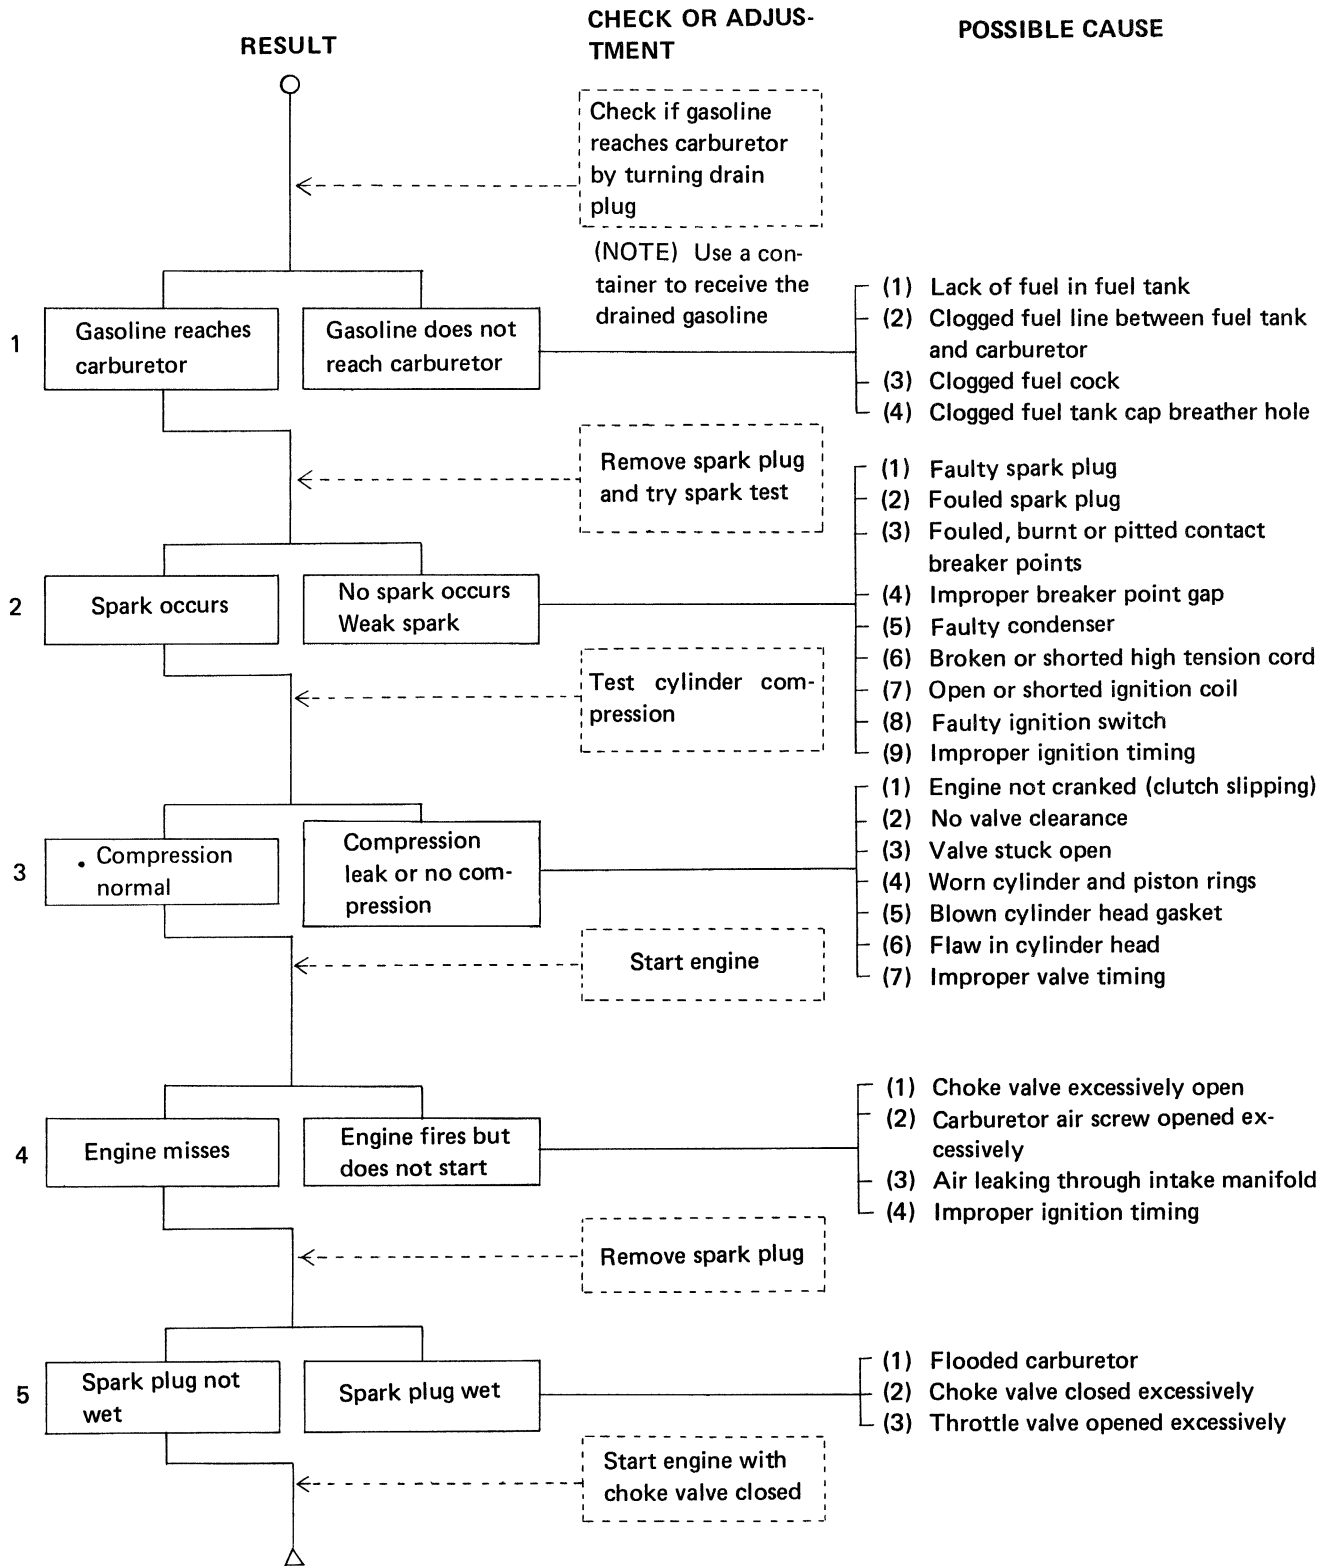 RESULT
CHECK OR ADJUS-
TMENT
POSSIBLE CAUSE
Check if gasoline
reaches carburetor
by turning drain
plug
(NOTE) Use a con-
tainer to receive the
drained gasoline
1
Gasoline reaches
carburetor
Gasoline does not
reach carburetor
(1) Lack of fuel in fuel tank
(2) Clogged fuel line between fuel tank
and carburetor
(3) Clogged fuel cock
(4) Clogged fuel tank cap breather hole
Remove spark plug
and try spark test
2
Spark occurs
No spark occurs
Weak spark
(1) Faulty spark plug
(2) Fouled spark plug
(3) Fouled, burnt or pitted contact
breaker points
(4) Improper breaker point gap
(5) Faulty condenser
(6) Broken or shorted high tension cord
(7) Open or shorted ignition coil
(8) Faulty ignition switch
(9) Improper ignition timing
Test cylinder com-
pression
3
Compression
normal
Compression
leak or no com-
pression
(1) Engine not cranked (clutch slipping)
(2) No valve clearance
(3) Valve stuck open
(4) Worn cylinder and piston rings
(5) Blown cylinder head gasket
(6) Flaw in cylinder head
(7) Improper valve timing
Start engine
4
Engine misses
Engine fires but
does not start
(1) Choke valve excessively open
(2) Carburetor air screw opened ex-
cessively
(3) Air leaking through intake manifold
(4) Improper ignition timing
Remove spark plug
5
Spark plug not
wet
Spark plug wet
(1) Flooded carburetor
(2) Choke valve closed excessively
(3) Throttle valve opened excessively
Start engine with
choke valve closed